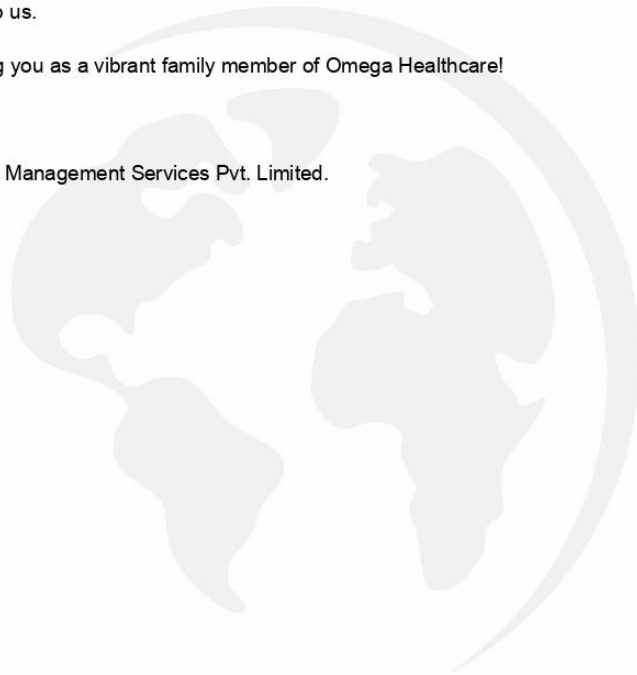 us.
you as a vibrant family member of Omega Healthcare!
Management Services Pvt. Limited.